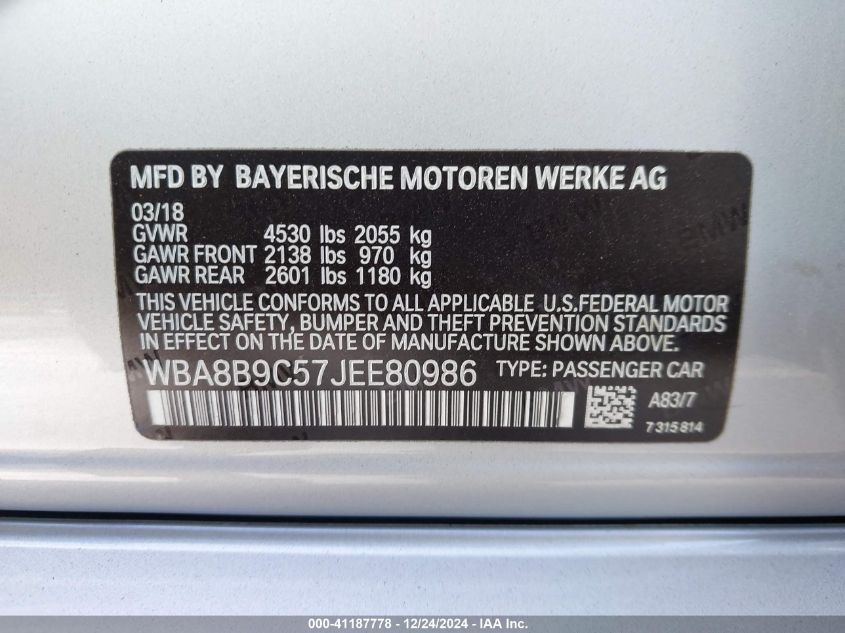 MFD BY BAYERISCHE MOTOREN WERKE AG
03/18
GVWR 4530 lbs 2055 kg
GAWR FRONT 2138 lbs 970 kg
GAWR REAR 2601 lbs 1180 kg
THIS VEHICLE CONFORMS TO ALL APPLICABLE U.S.FEDERAL MOTOR
VEHICLE SAFETY, BUMPER AND THEFT PREVENTION STANDARDS
IN EFFECT ON THE DATE OF MANUFACTURE SHOWN ABOVE.
WBA8B9C57JEE80986 TYPE: PASSENGER CAR
A83/7
7315814
000-41187778 - 12/24/2024 - IAA Inc.